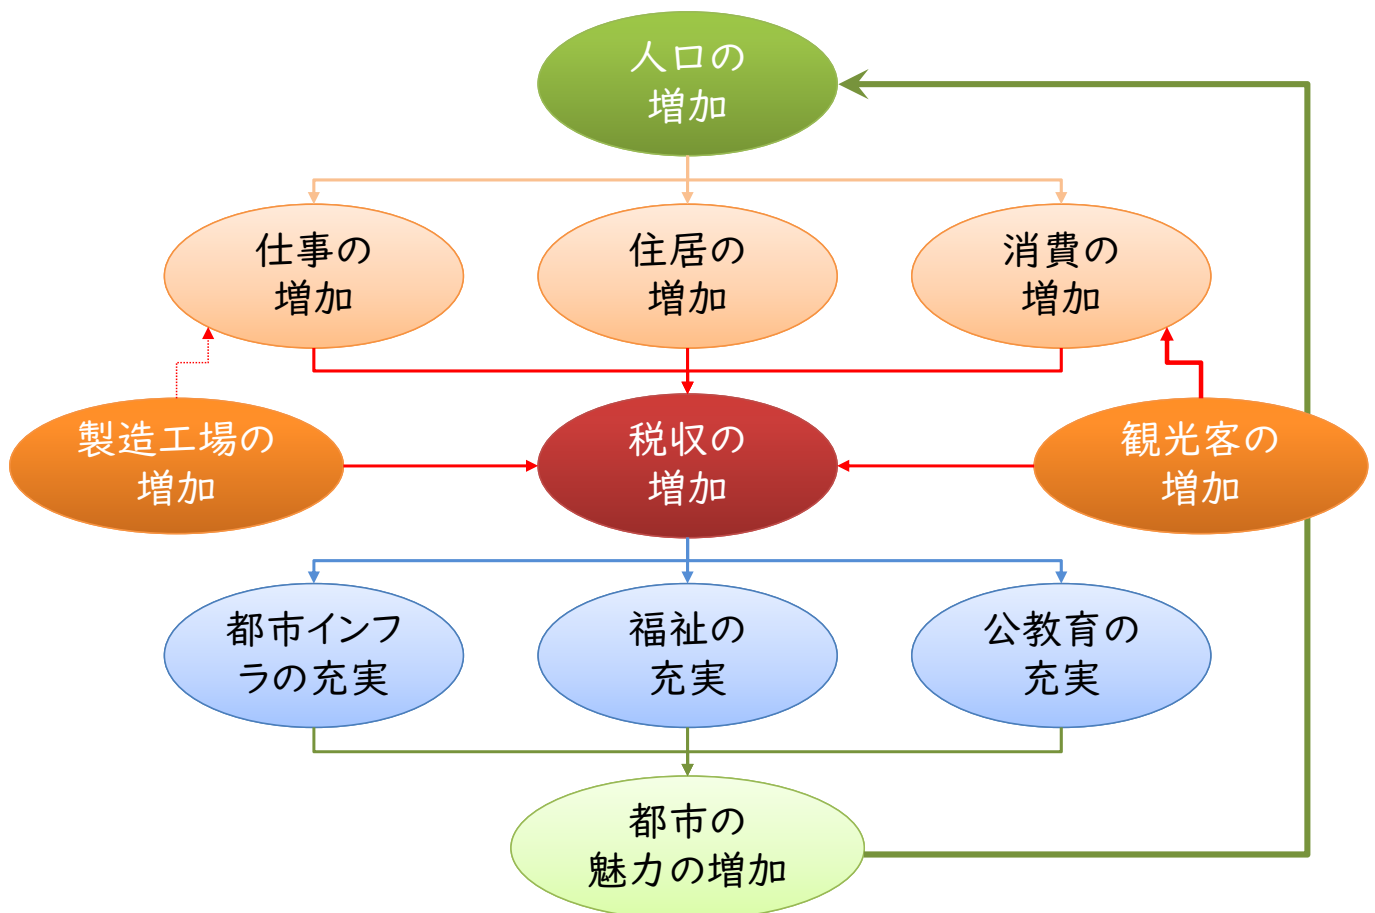 人口の
増加
仕事の
増加
住居の
増加
消費の
増加
製造工場の
増加
税収の
増加
観光客の
増加
都市インフ
ラの充実
福祉の
充実
公教育の
充実
都市の
魅力の増加